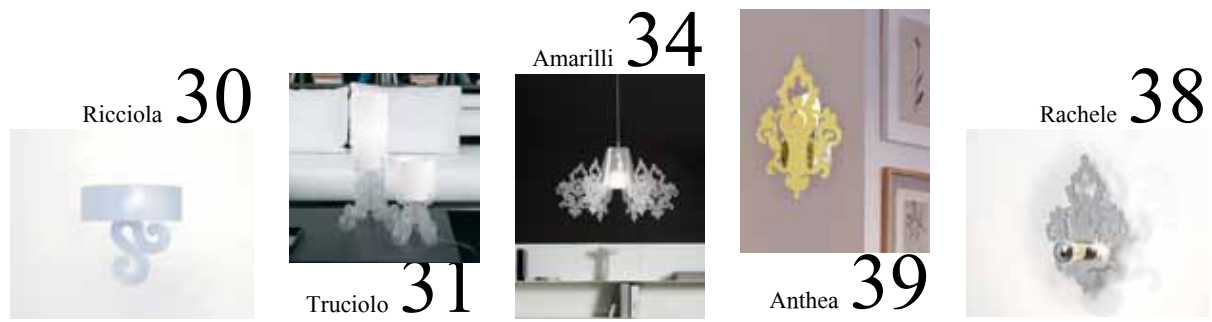 Ricciola 30
Truciolo 31
Amarilli 34
Anthea 39
Rachele 38